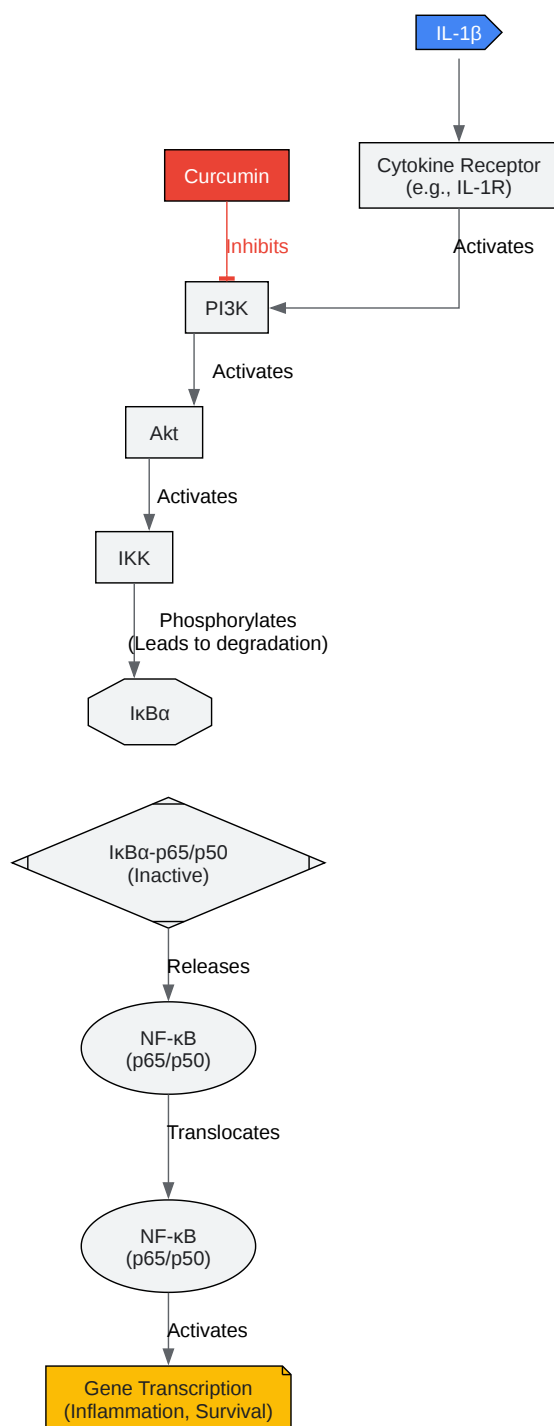 IL-1β
Cytokine Receptor
(e.g., IL-1R)
Curcumin
Inhibits
Activates
PI3K
Activates
Akt
Activates
IKK
Phosphorylates
(Leads to degradation)
IκBα
IκBα-p65/p50
(Inactive)
Releases
NF-κB
(p65/p50)
Translocates
NF-κB
(p65/p50)
Activates
Gene Transcription
(Inflammation, Survival)